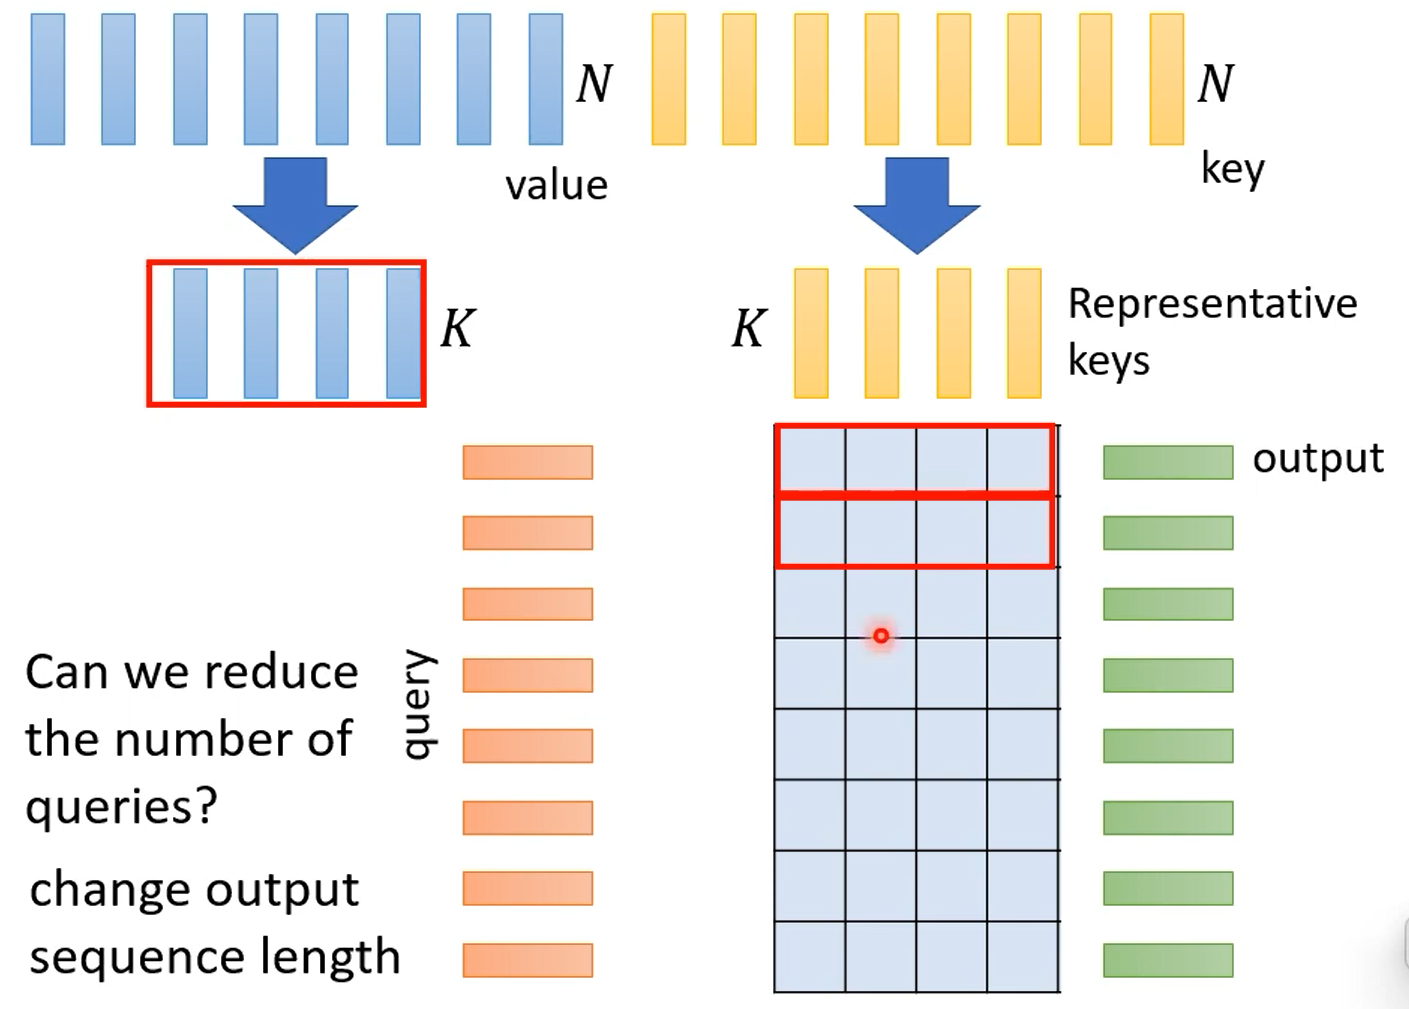 N
N
value
key
K
K
Representative
keys
output
query
Can we reduce
the number of
queries?
change output
sequence length